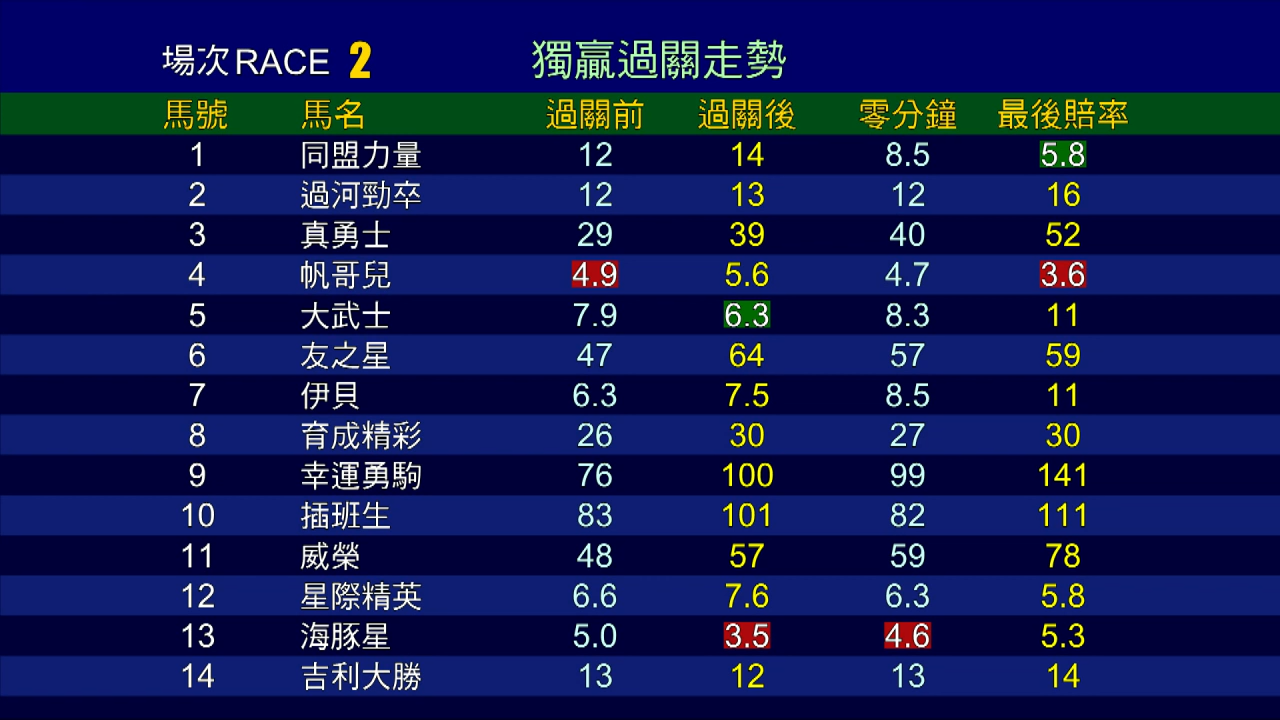 場次RACE 2 獨贏過關走勢
馬號 馬名 過關前 過關後 零分鐘 最後賠率
1 同盟力量 12 14 8.5 5.8
2 過河勁卒 12 13 12 16
3 真勇士 29 39 40 52
4 帆哥兒 4.9 5.6 4.7 3.6
5 大武士 7.9 6.3 8.3 11
6 友之星 47 64 57 59
7 伊貝 6.3 7.5 8.5 11
8 育成精彩 26 30 27 30
9 幸運勇駒 76 100 99 141
10 插班生 83 101 82 111
11 威榮 48 57 59 78
12 星際精英 6.6 7.6 6.3 5.8
13 海豚星 5.0 3.5 4.6 5.3
14 吉利大勝 13 12 13 14